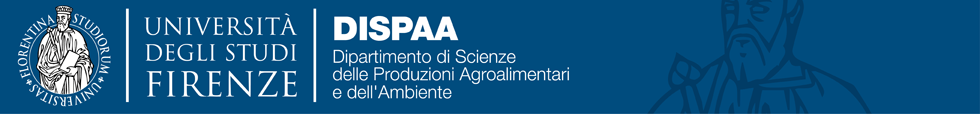 FLORENTINA STUDIORUM UNIVERSITAS
UNIVERSITÀ
DEGLI STUDI
FIRENZE
DISPAA
Dipartimento di Scienze
delle Produzioni Agroalimentari
e dell'Ambiente